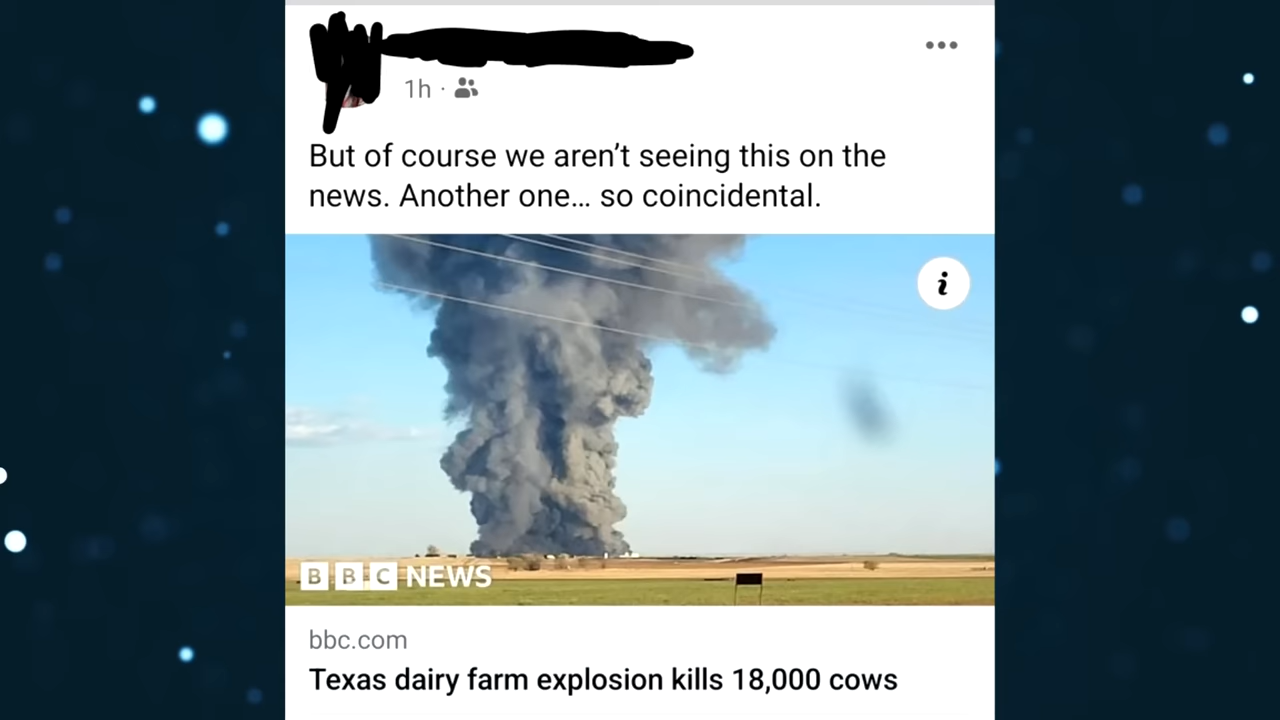 1h ·
But of course we aren't seeing this on the
news. Another one... so coincidental.
i
BBC NEWS
bbc.com
Texas dairy farm explosion kills 18,000 cows